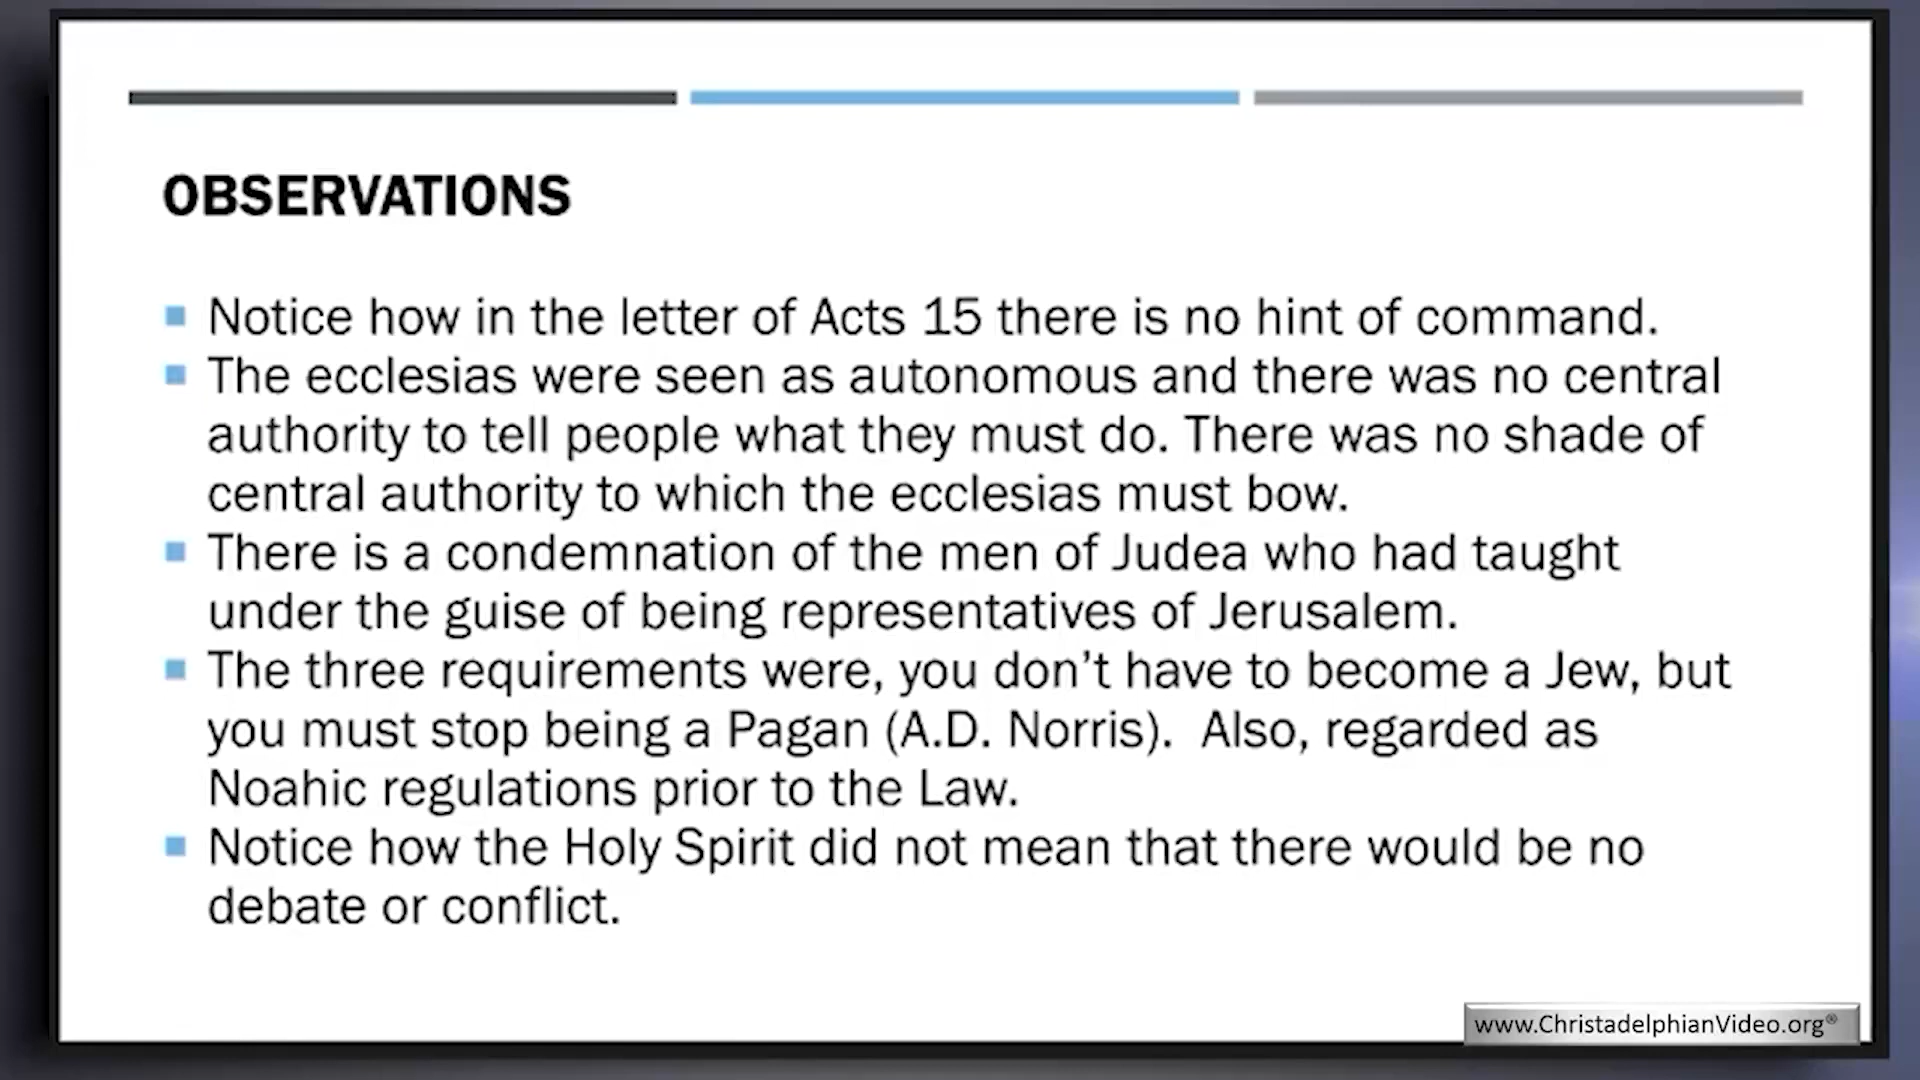 OBSERVATIONS
Notice how in the letter of Acts 15 there is no hint of command.
The ecclesias were seen as autonomous and there was no central
authority to tell people what they must do. There was no shade of
central authority to which the ecclesias must bow.
There is a condemnation of the men of Judea who had taught
under the guise of being representatives of Jerusalem.
The three requirements were, you don't have to become a Jew, but
you must stop being a Pagan (A.D. Norris).  Also, regarded as
Noahic regulations prior to the Law.
Notice how the Holy Spirit did not mean that there would be no
debate or conflict.
www.ChristadelphianVideo.org®